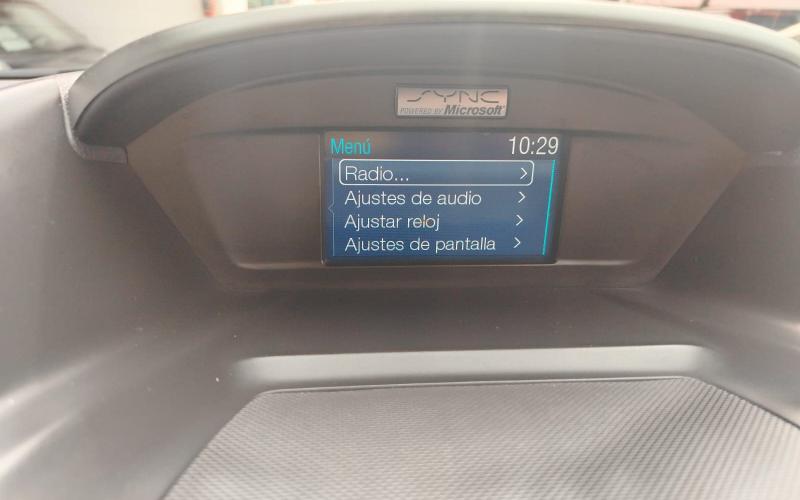 SYNC
POWERED BY Microsoft
Menú 10:29
Radio... >
Ajustes de audio >
Ajustar reloj >
Ajustes de pantalla >